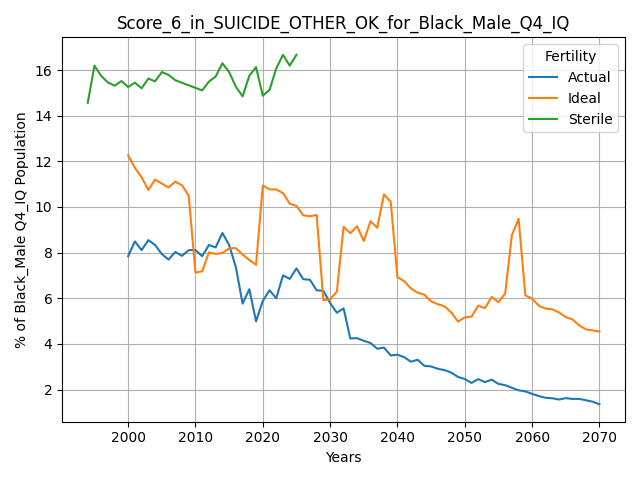 Score_6_in_SUICIDE_OTHER_OK_for_Black_Male_Q4_IQ
Fertility
Actual
Ideal
Sterile
% of Black_Male Q4_IQ Population
16
14
12
10
8
6
4
2
2000 2010 2020 2030 2040 2050 2060 2070
Years